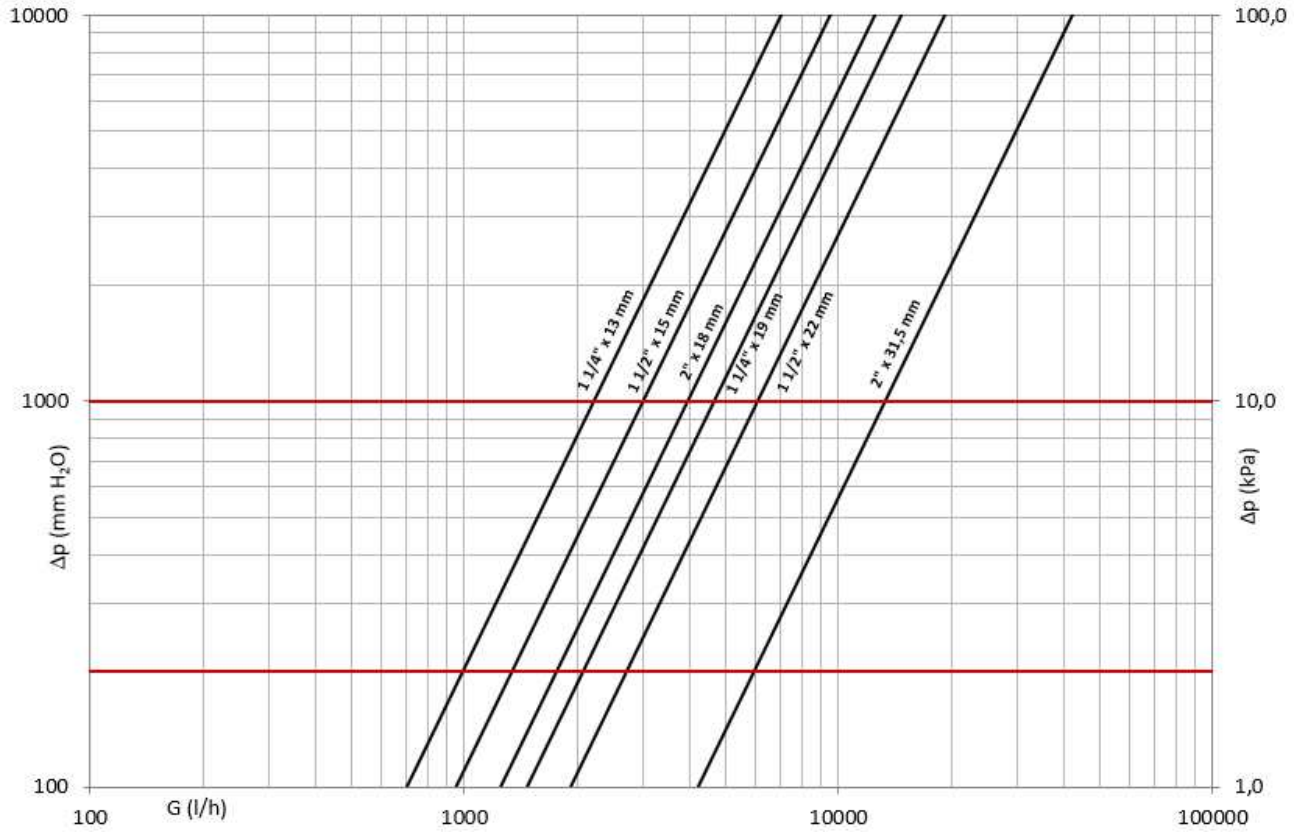 10000
100,0
1 1/4" x 13 mm
1 1/2" x 15 mm
2" x 18 mm
1 1/4" x 19 mm
1 1/2" x 22 mm
2" x 31,5 mm
1000
10,0
Δp (mm H₂O)
Δp (kPa)
100
1,0
G (l/h)
100
1000
10000
100000